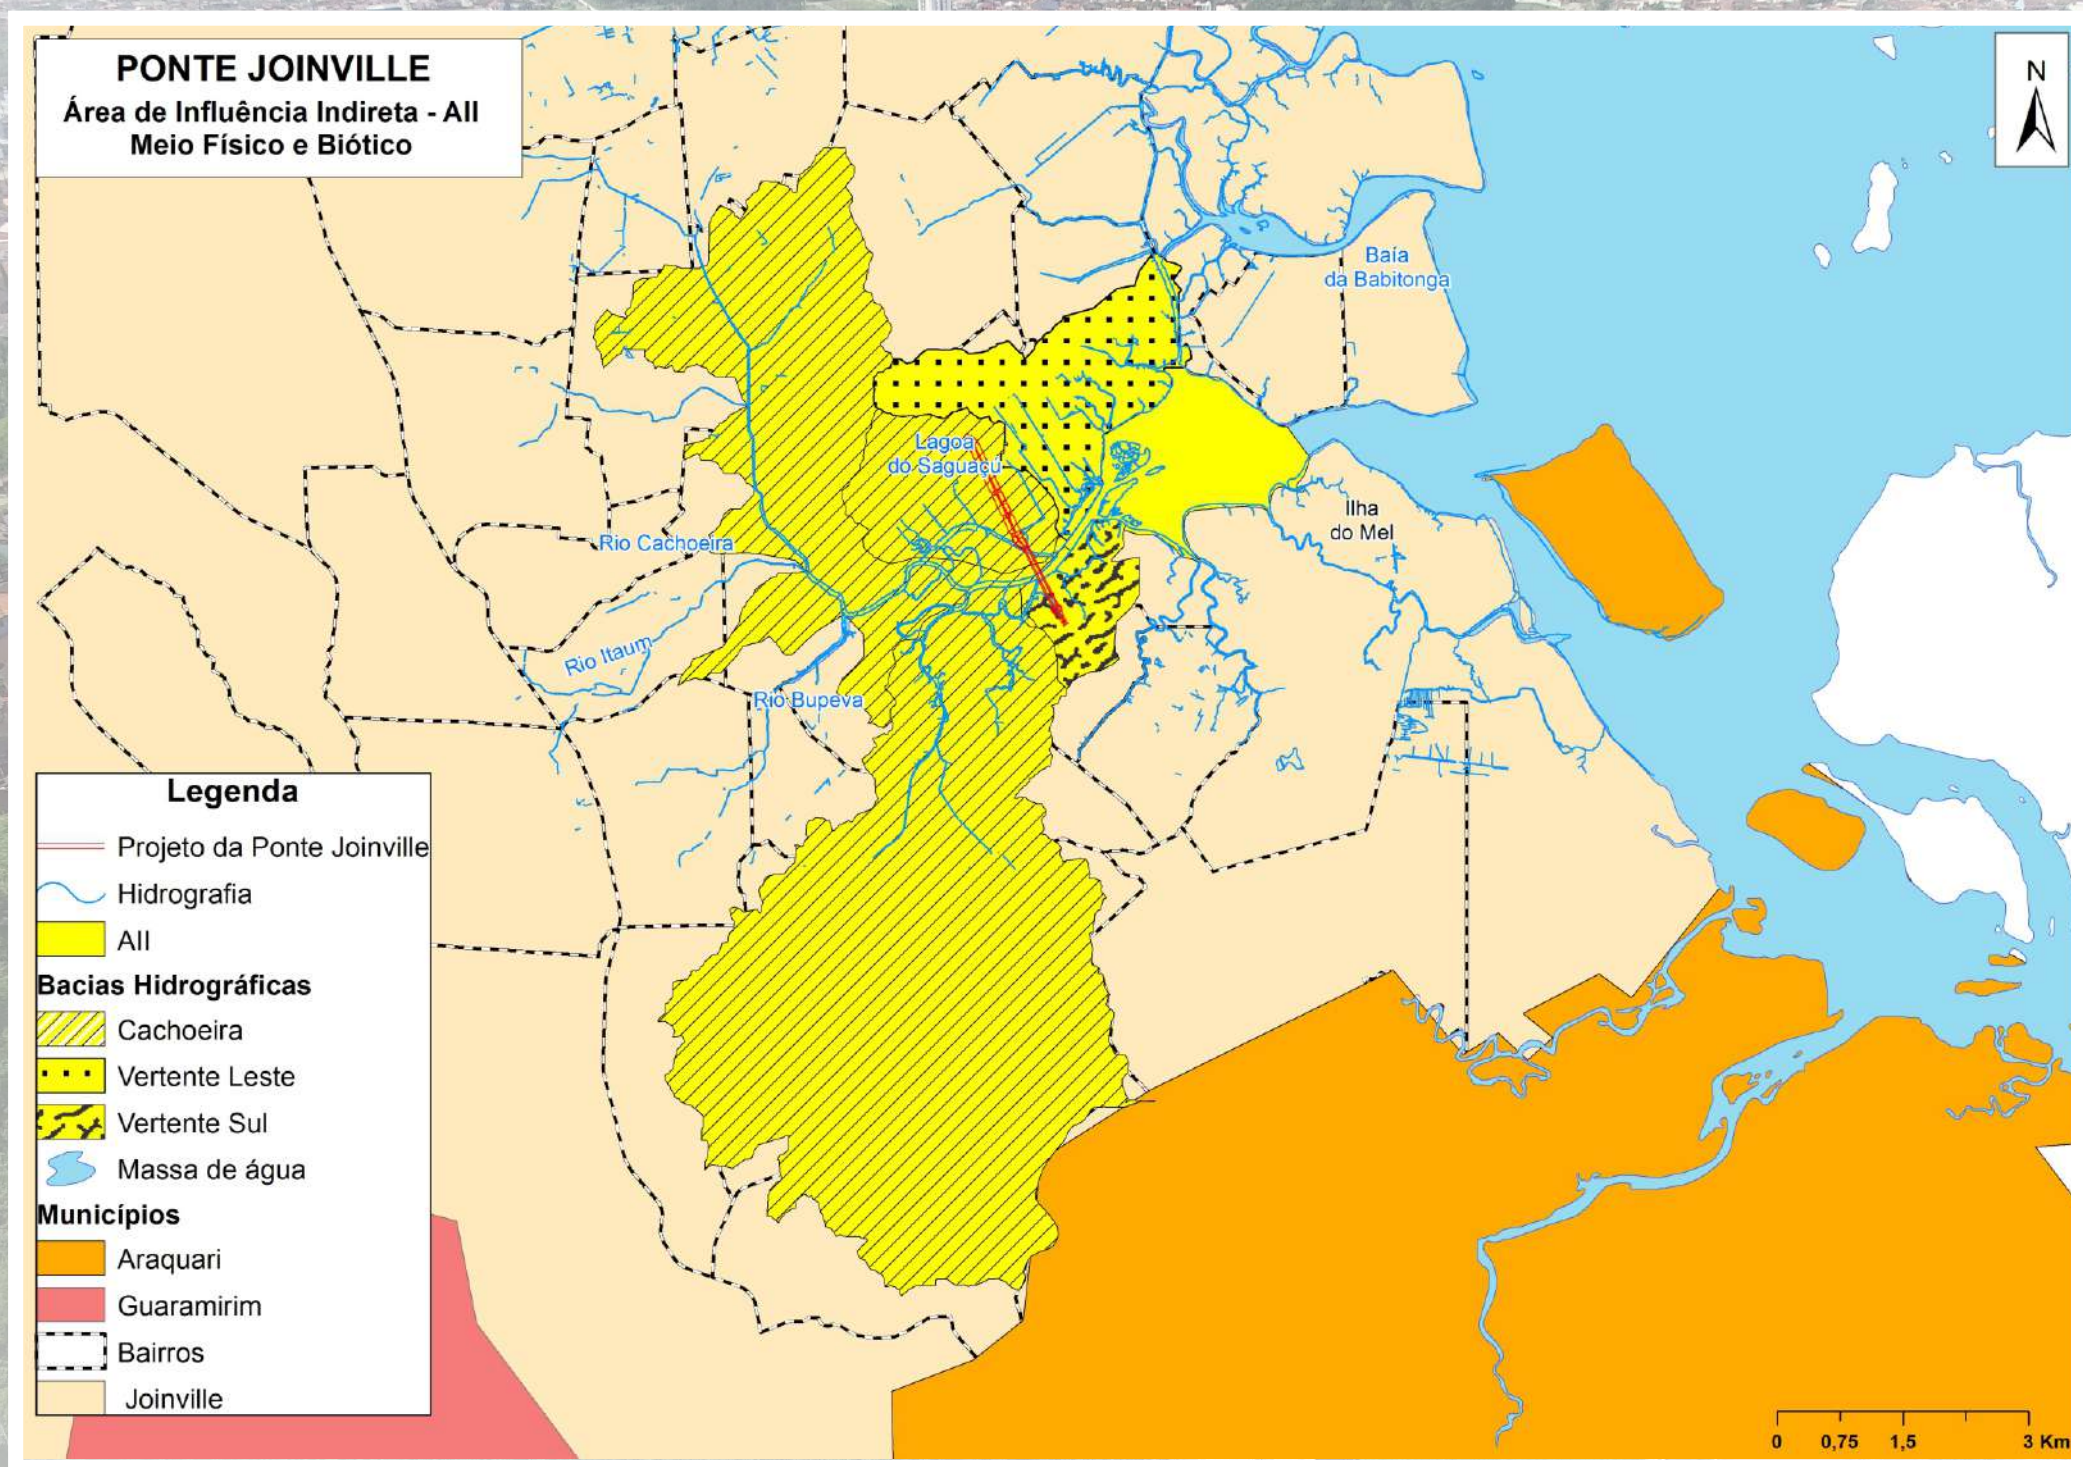 PONTE JOINVILLE
Área de Influência Indireta - AII
Meio Físico e Biótico
N
Baía
da Babitonga
Lagoa
do Saguaçú
Ilha
do Mel
Rio Cachoeira
Rio Itaum
Rio Bupeva
Legenda
Projeto da Ponte Joinville
Hidrografia
AII
Bacias Hidrográficas
Cachoeira
Vertente Leste
Vertente Sul
Massa de água
Municípios
Araquari
Guaramirim
Bairros
Joinville
0 0,75 1,5 3 Km